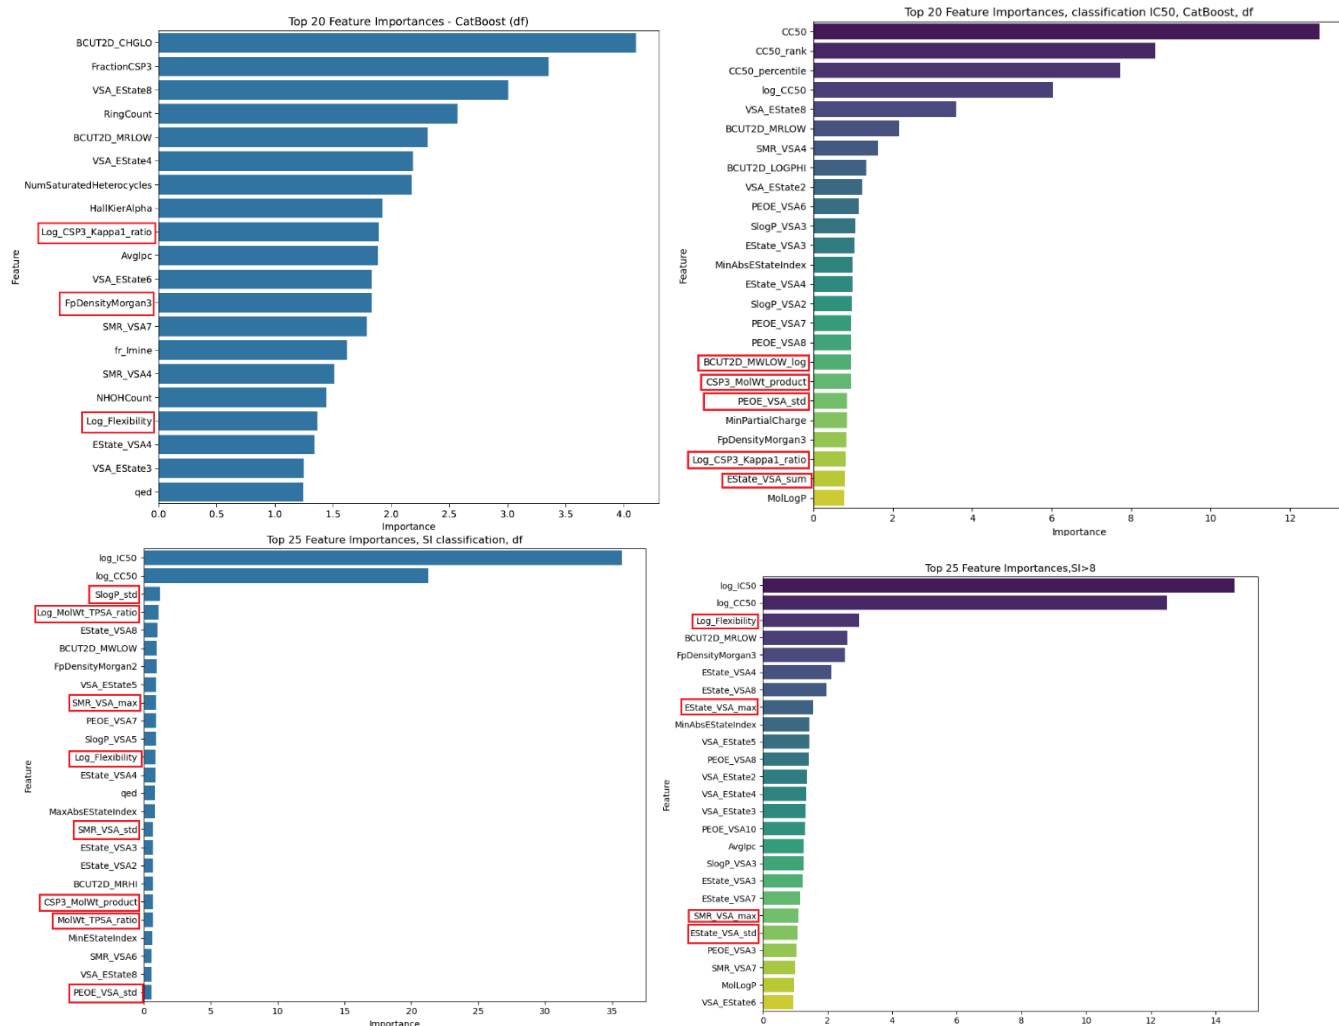 Top 20 Feature Importances - CatBoost (df)
BCUT2D_CHGLO
FractionCSP3
VSA_EState8
RingCount
BCUT2D_MRLOW
VSA_EState4
NumSaturatedHeterocycles
HallKierAlpha
Log_CSP3_Kappa1_ratio
AvgIpc
VSA_EState6
FpDensityMorgan3
SMR_VSA7
fr_Imine
SMR_VSA4
NHOHCount
Log_Flexibility
EState_VSA4
VSA_EState3
qed
Feature
0.0 0.5 1.0 1.5 2.0 2.5 3.0 3.5 4.0
Importance
Top 20 Feature Importances, classification IC50, CatBoost, df
CC50
CC50_rank
CC50_percentile
log_CC50
VSA_EState8
BCUT2D_MRLOW
SMR_VSA4
BCUT2D_LOGPHI
VSA_EState2
PEOE_VSA6
SlogP_VSA3
EState_VSA3
MinAbsEStateIndex
EState_VSA4
SlogP_VSA2
PEOE_VSA7
PEOE_VSA8
BCUT2D_MWLOW_log
CSP3_MolWt_product
PEOE_VSA_std
MinPartialCharge
FpDensityMorgan3
Log_CSP3_Kappa1_ratio
EState_VSA_sum
MolLogP
Feature
0 2 4 6 8 10 12
Importance
Top 25 Feature Importances, SI classification, df
log_IC50
log_CC50
SlogP_std
Log_MolWt_TPSA_ratio
EState_VSA8
BCUT2D_MWLOW
FpDensityMorgan2
VSA_EState5
SMR_VSA_max
PEOE_VSA7
SlogP_VSA5
Log_Flexibility
EState_VSA4
qed
MaxAbsEStateIndex
SMR_VSA_std
EState_VSA3
EState_VSA2
BCUT2D_MRHI
CSP3_MolWt_product
MolWt_TPSA_ratio
MinEStateIndex
SMR_VSA6
VSA_EState8
PEOE_VSA_std
Feature
0 5 10 15 20 25 30 35
Importance
Top 25 Feature Importances,SI>8
log_IC50
log_CC50
Log_Flexibility
BCUT2D_MRLOW
FpDensityMorgan3
EState_VSA4
EState_VSA8
EState_VSA_max
MinAbsEStateIndex
VSA_EState5
PEOE_VSA8
VSA_EState2
VSA_EState4
VSA_EState3
PEOE_VSA10
AvgIpc
SlogP_VSA3
EState_VSA3
EState_VSA7
SMR_VSA_max
EState_VSA_std
PEOE_VSA3
SMR_VSA7
MolLogP
VSA_EState6
Feature
0 2 4 6 8 10 12 14